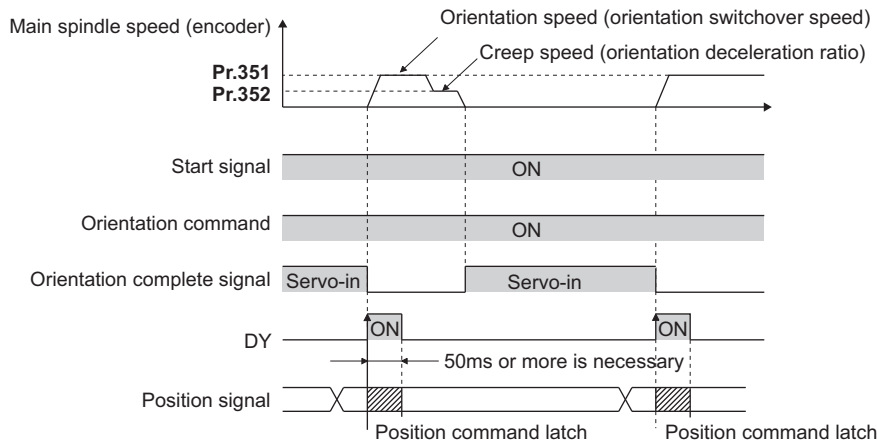 Orientation speed (orientation switchover speed)
Main spindle speed (encoder)
Creep speed (orientation deceleration ratio)
Pr.351
Pr.352
Start signal
ON
Orientation command
ON
Orientation complete signal
Servo-in
Servo-in
DY
ON
ON
50ms or more is necessary
Position signal
Position command latch
Position command latch